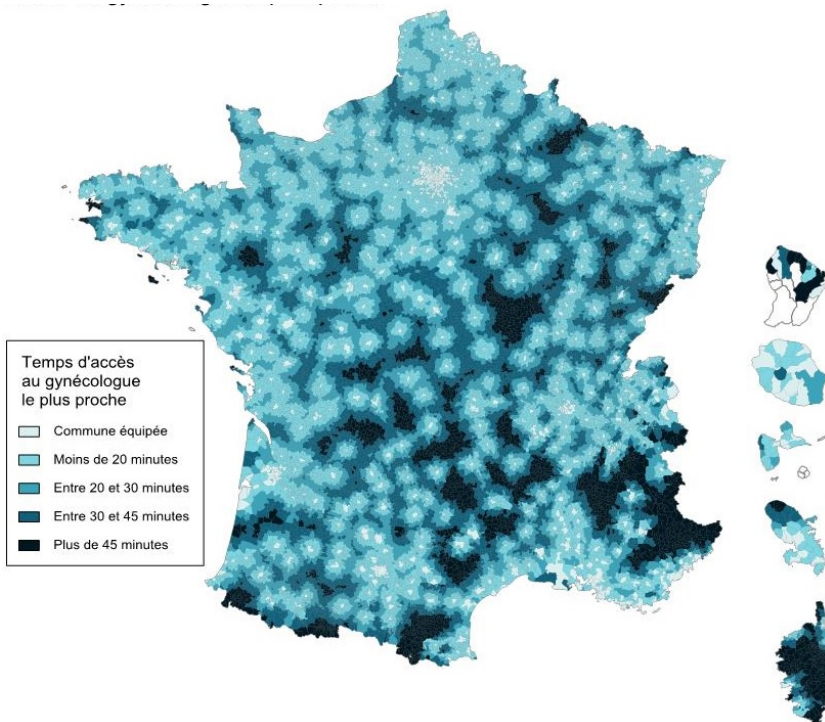 Temps d'accès
au gynécologue
le plus proche
Commune équipée
Moins de 20 minutes
Entre 20 et 30 minutes
Entre 30 et 45 minutes
Plus de 45 minutes